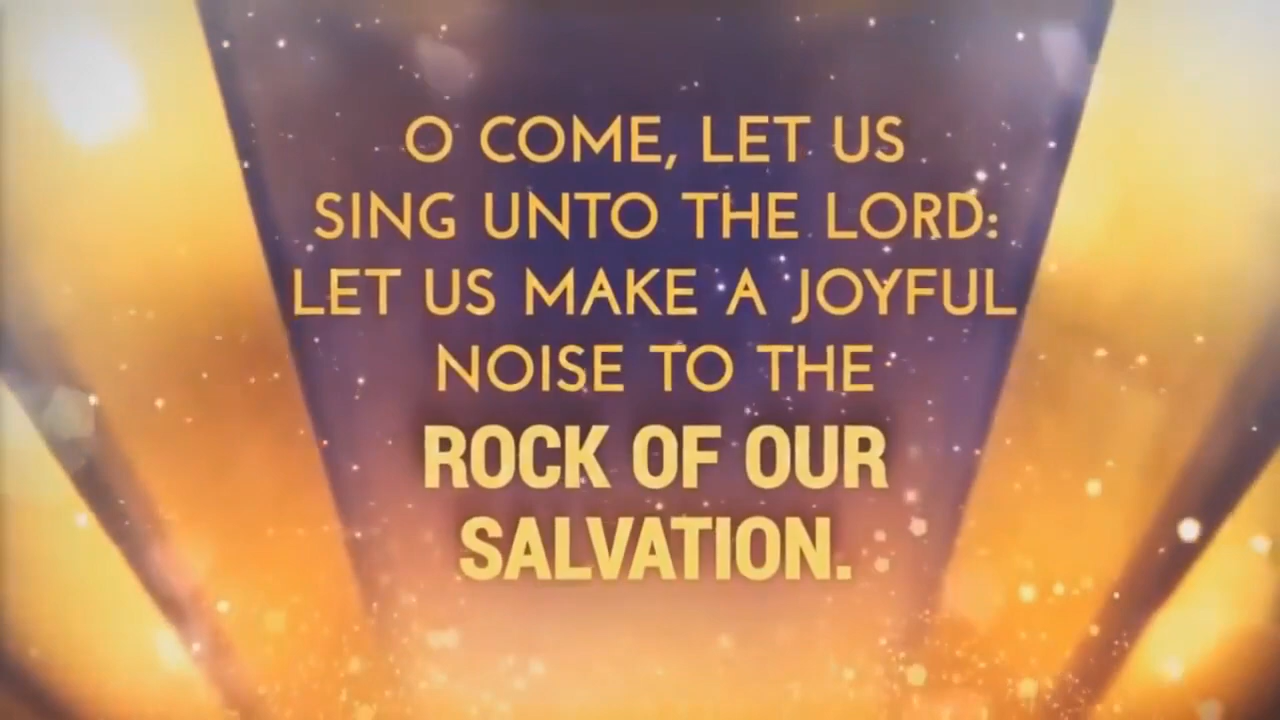 O COME, LET US
SING UNTO THE LORD:
LET US MAKE A JOYFUL
NOISE TO THE
ROCK OF OUR
SALVATION.